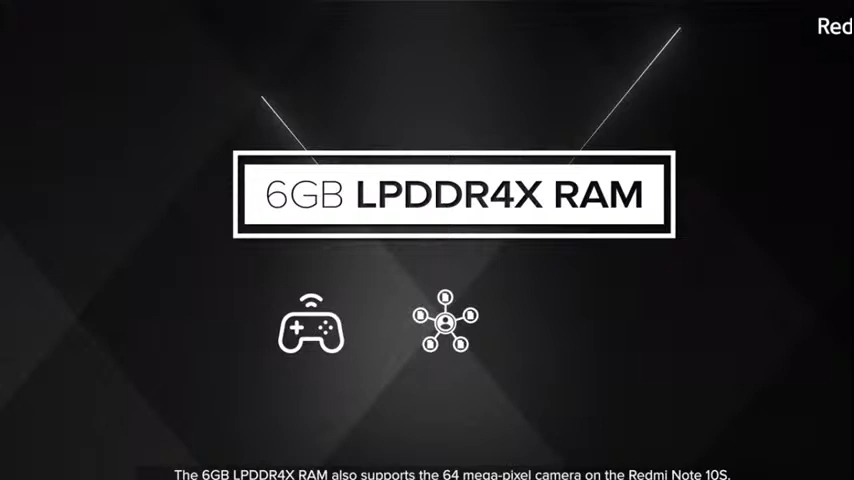 Red
6GB LPDDR4X RAM
The 6GB LPDDR4X RAM also supports the 64 mega-pixel camera on the Redmi Note 10S.